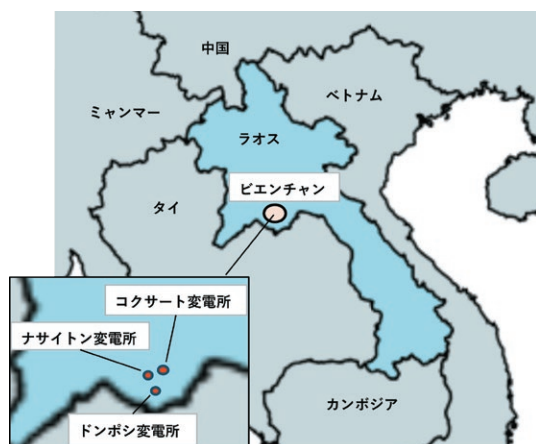 中国
ベトナム
ミャンマー
ラオス
ビエンチャン
タイ
コクサート変電所
ナサイトン変電所
ドンポシ変電所
カンボジア